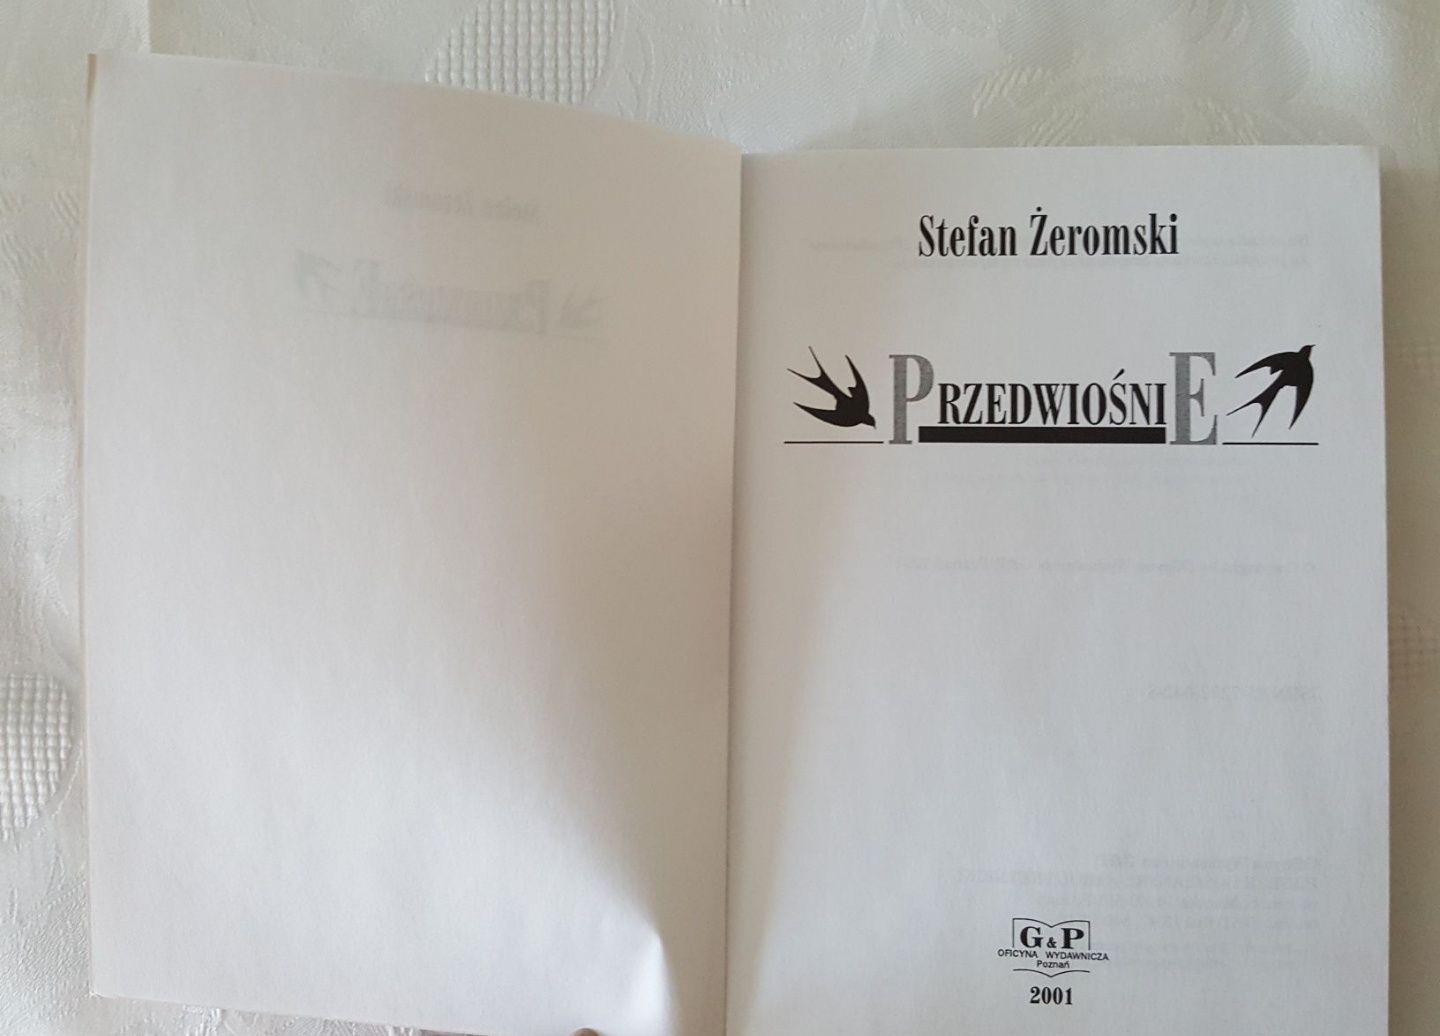 Stefan Żeromski
PRZEDWIOŚNIE
G & P
OFICYNA WYDAWNICZA
Poznań
2001